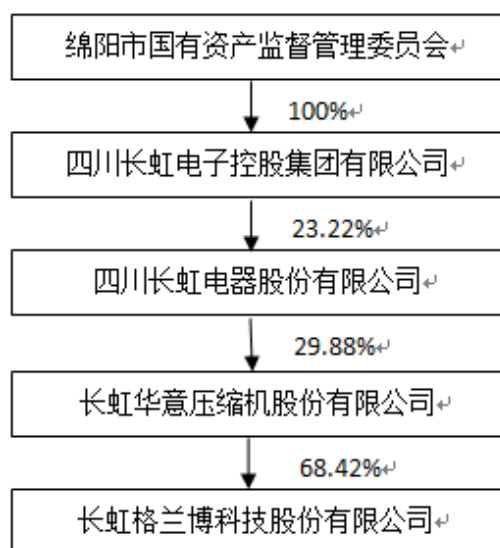 绵阳市国有资产监督管理委员会
100%
四川长虹电子控股集团有限公司
23.22%
四川长虹电器股份有限公司
29.88%
长虹华意压缩机股份有限公司
68.42%
长虹格兰博科技股份有限公司